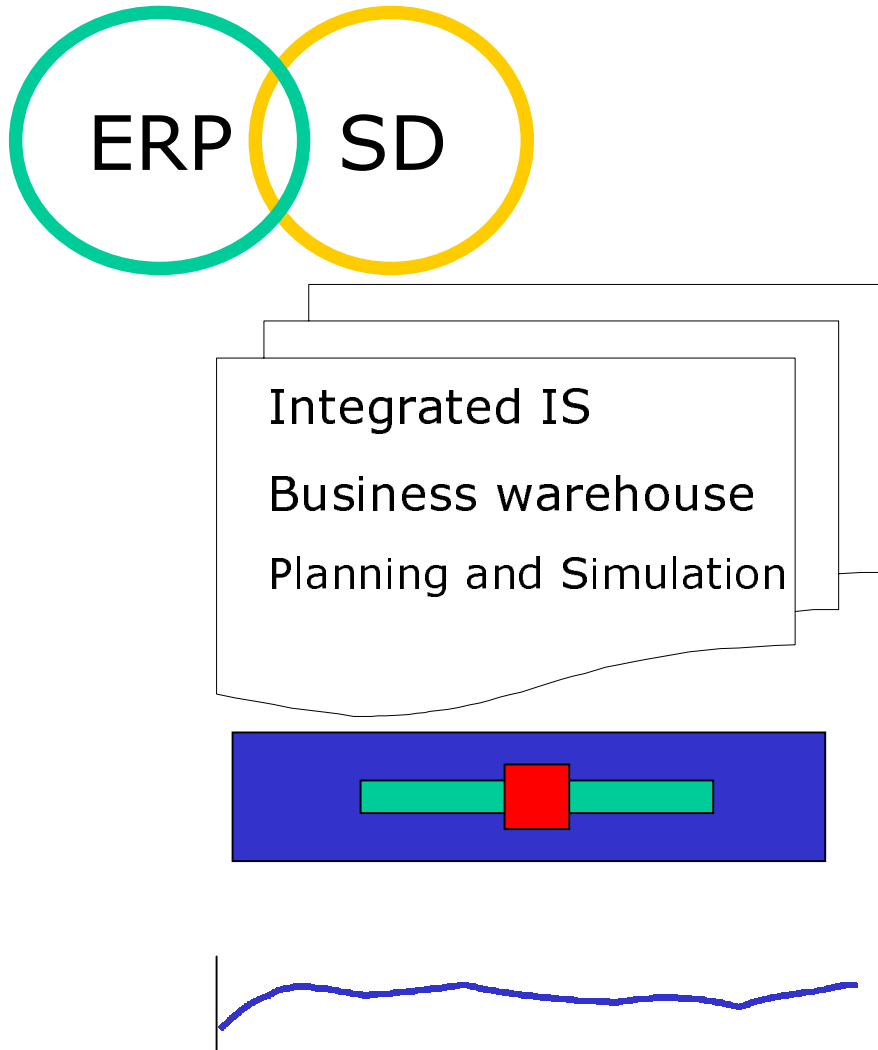 ERP SD
Integrated IS
Business warehouse
Planning and Simulation